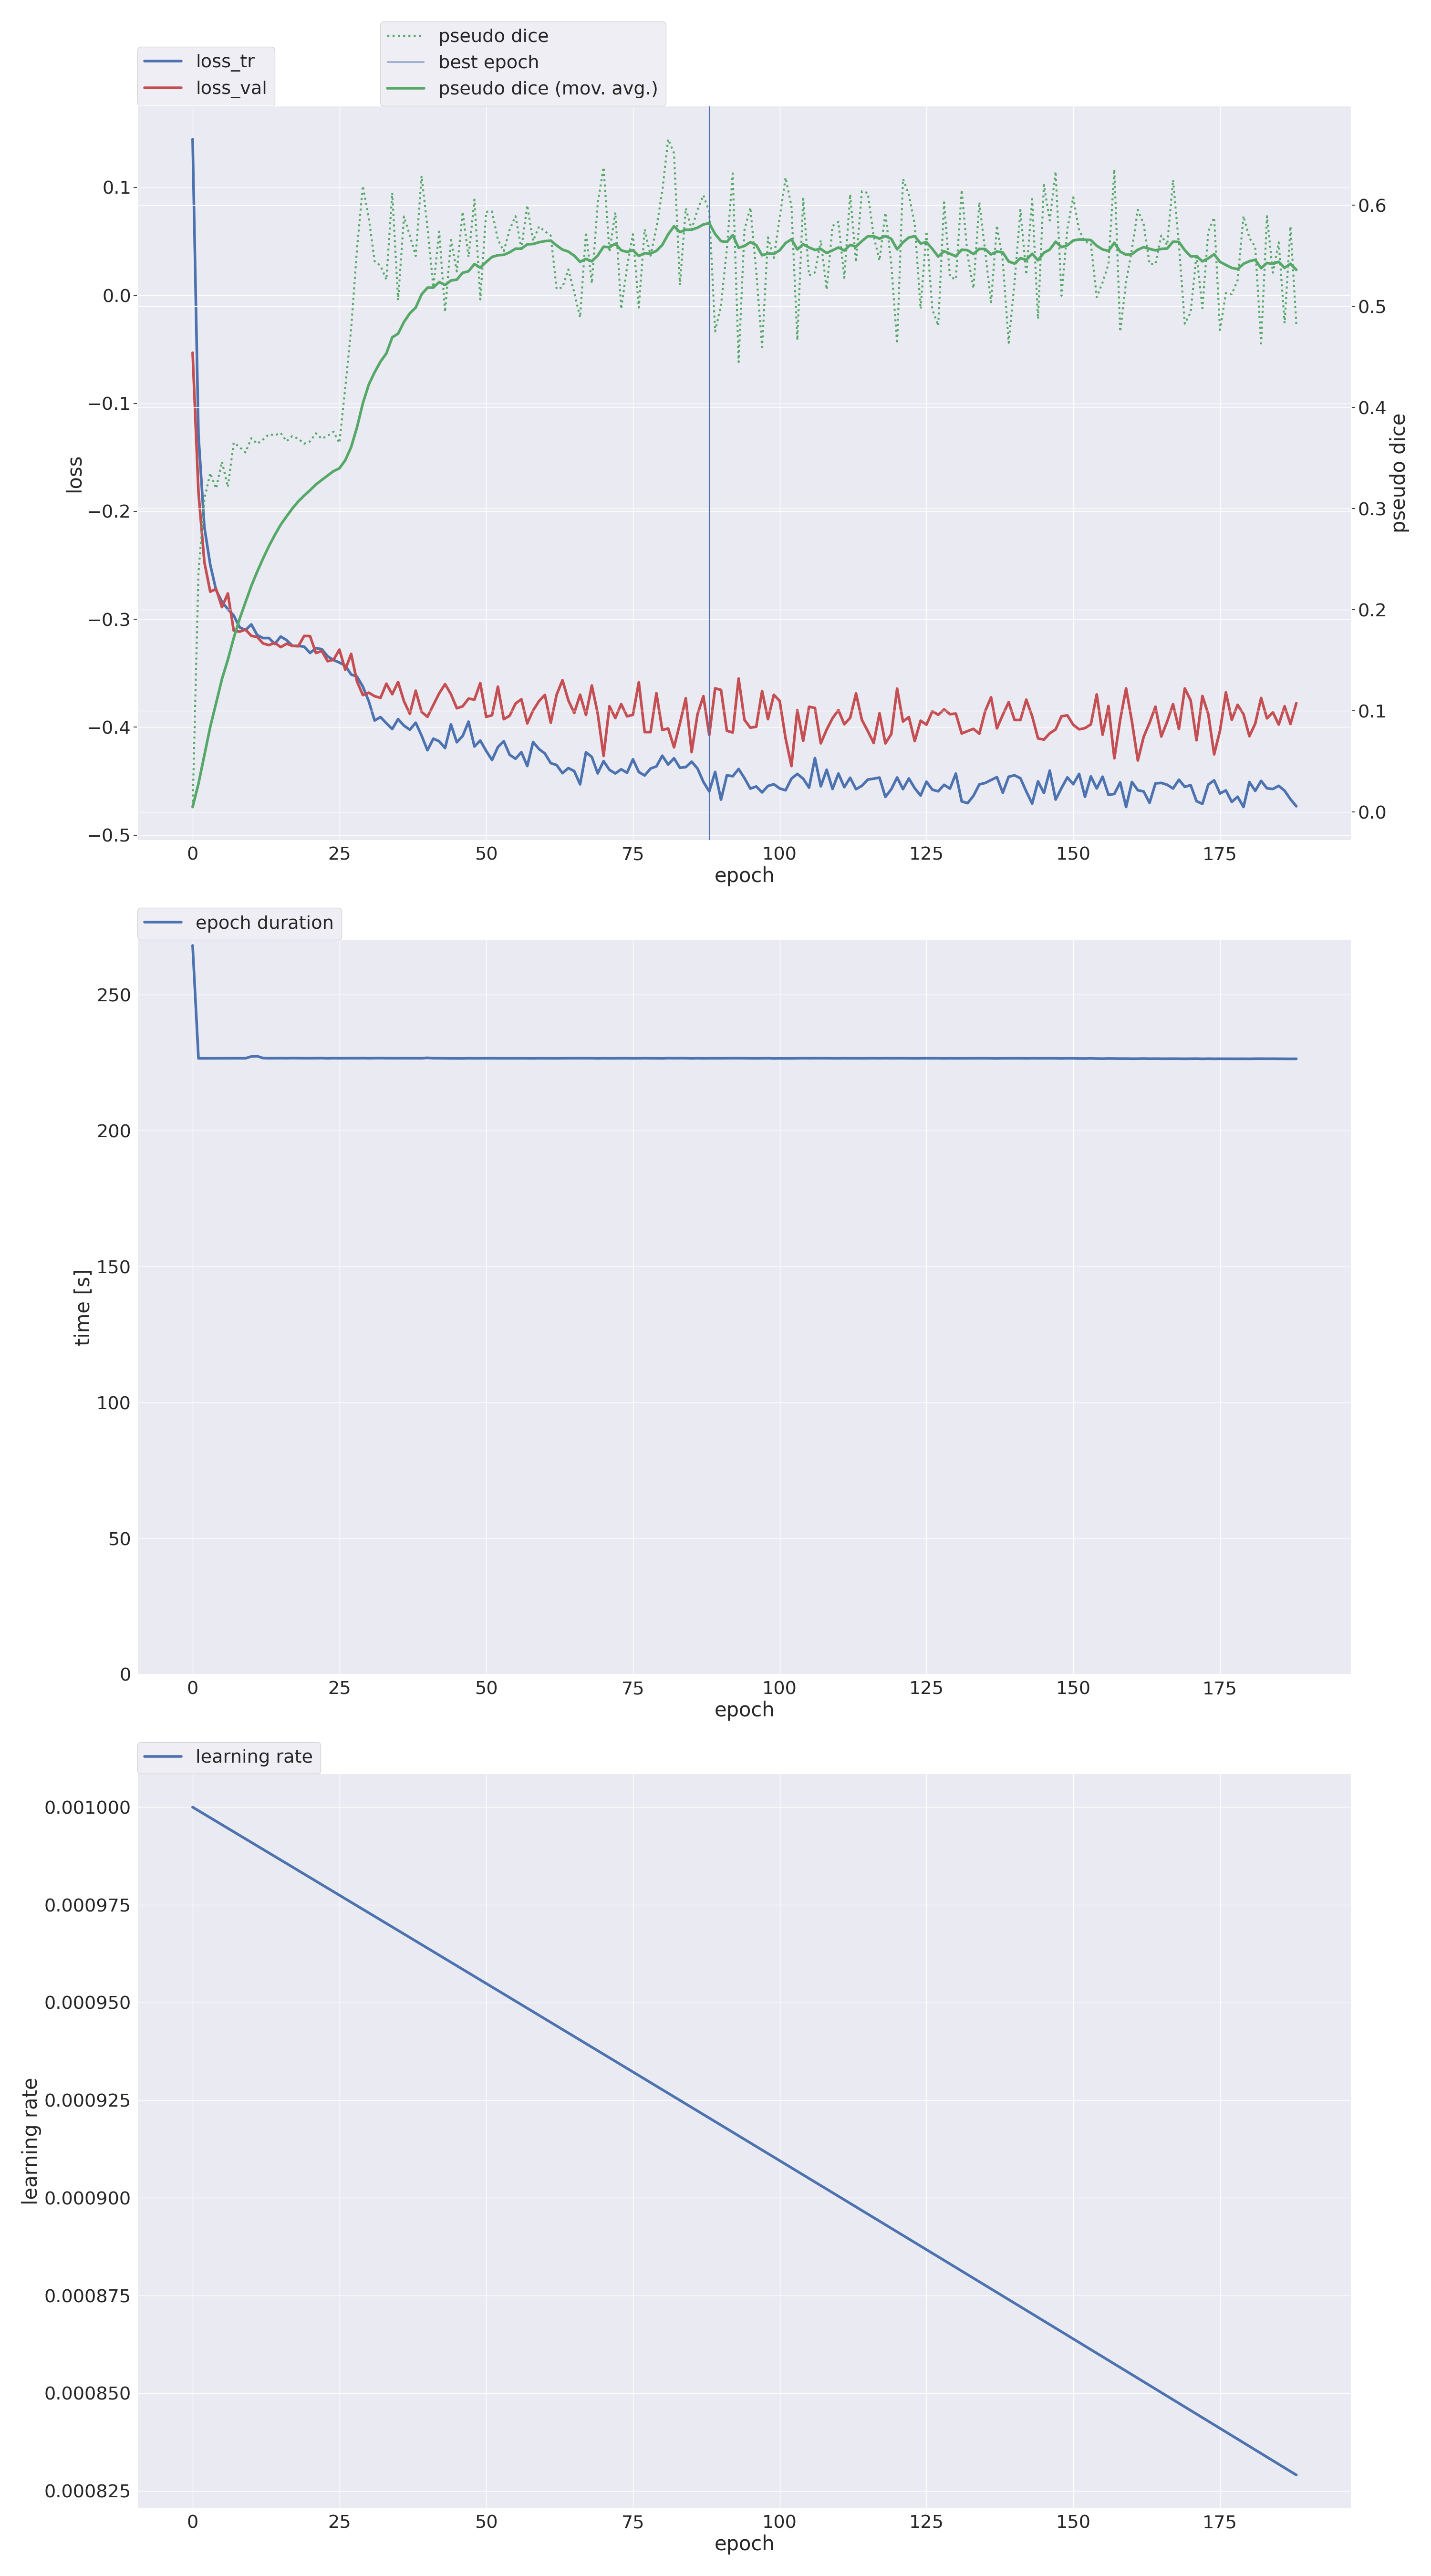 loss_tr
loss_val
pseudo dice
best epoch
pseudo dice (mov. avg.)
0.1
0.0
−0.1
−0.2
−0.3
−0.4
−0.5
loss
0.6
0.5
0.4
0.3
0.2
0.1
0.0
pseudo dice
0 25 50 75 100 125 150 175
epoch
epoch duration
250
200
150
100
50
0
time [s]
0 25 50 75 100 125 150 175
epoch
learning rate
0.001000
0.000975
0.000950
0.000925
0.000900
0.000875
0.000850
0.000825
learning rate
0 25 50 75 100 125 150 175
epoch